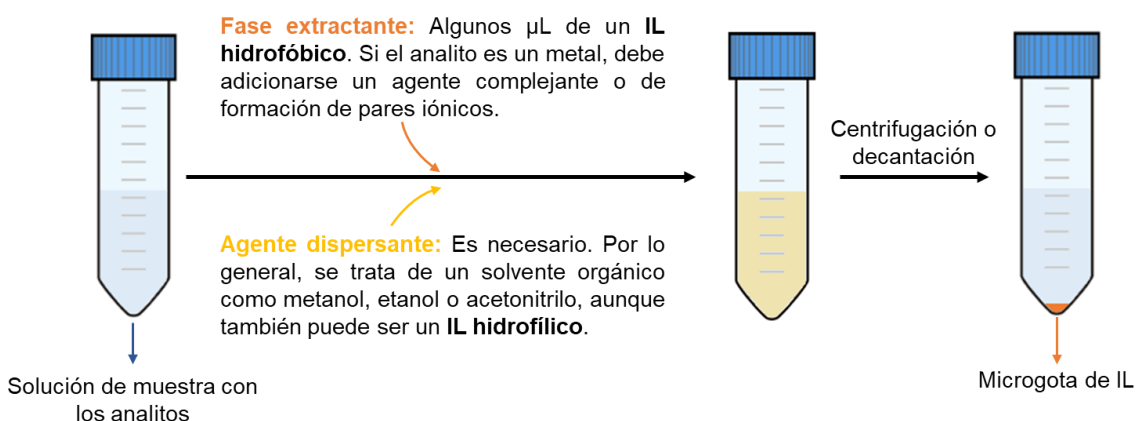 Fase extractante: Algunos µL de un IL
hidrofóbico. Si el analito es un metal, debe
adicionarse un agente complejante o de
formación de pares iónicos.
Centrifugación o
decantación
Agente dispersante: Es necesario. Por lo
general, se trata de un solvente orgánico
como metanol, etanol o acetonitrilo, aunque
también puede ser un IL hidrofílico.
Solución de muestra con
los analitos
Microgota de IL